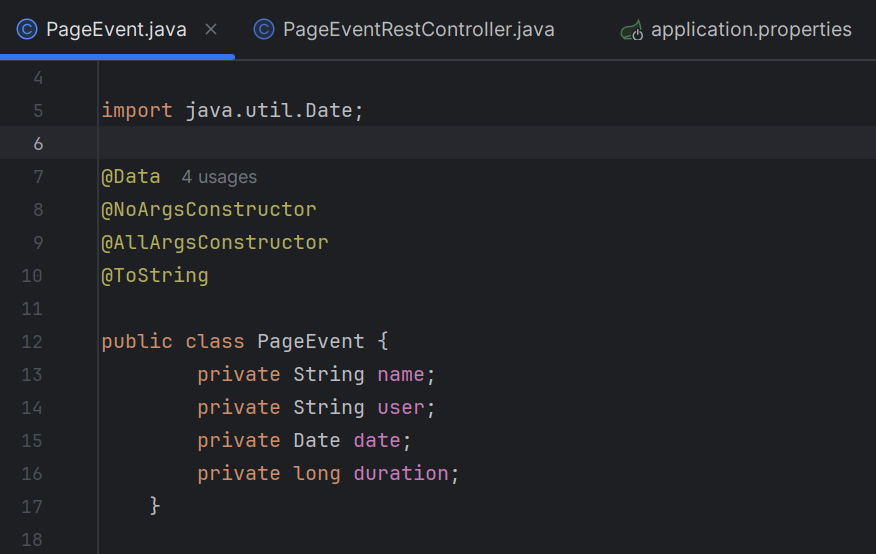 PageEvent.java × PageEventRestController.java application.properties
4
5 import java.util.Date;
6
7 @Data 4 usages
8 @NoArgsConstructor
9 @AllArgsConstructor
10 @ToString
11
12 public class PageEvent {
13 private String name;
14 private String user;
15 private Date date;
16 private long duration;
17 }
18